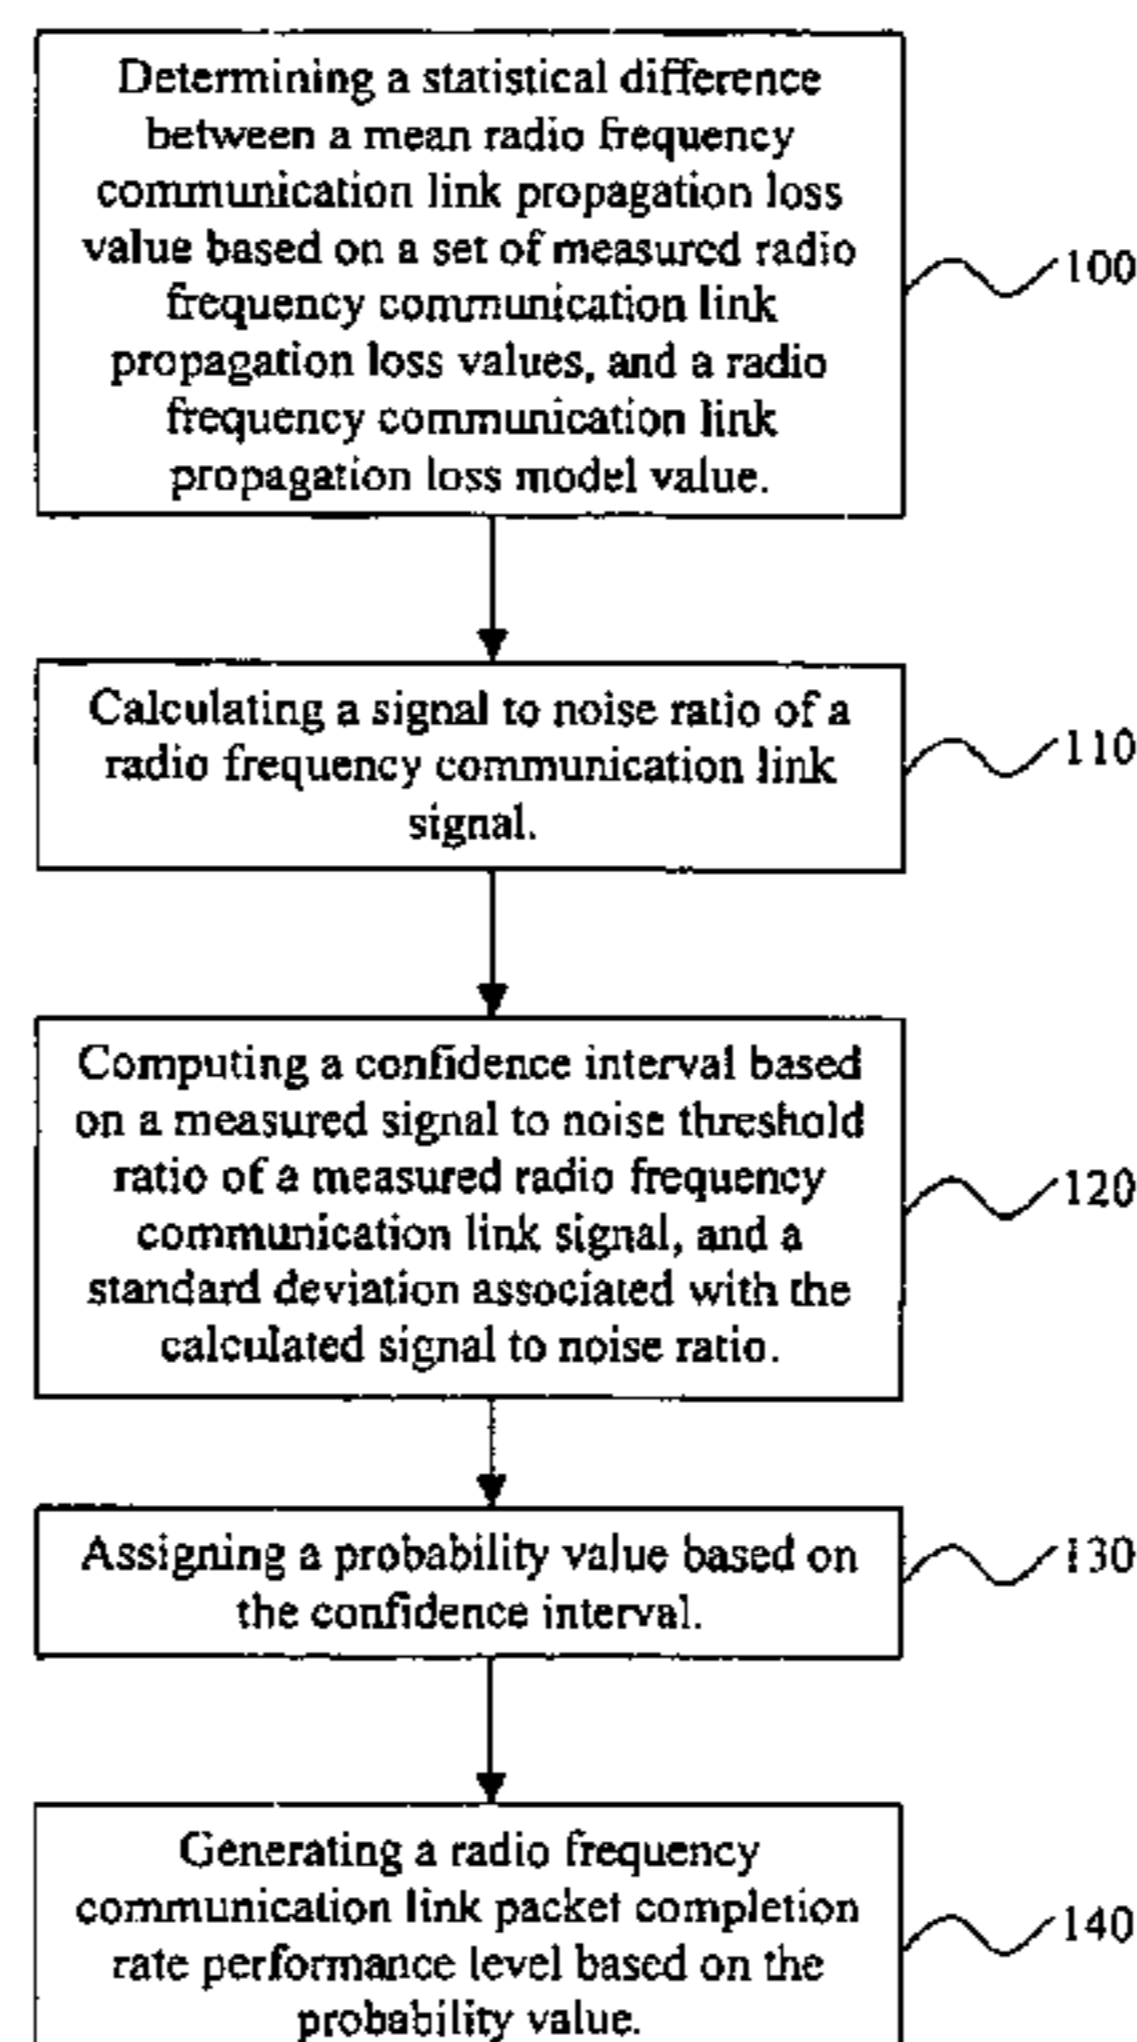 Determining a statistical difference
between a mean radio frequency
communication link propagation loss
value based on a set of measured radio
frequency communication link
propagation loss values, and a radio
frequency communication link
propagation loss model value.
100
Calculating a signal to noise ratio of a
radio frequency communication link
signal.
110
Computing a confidence interval based
on a measured signal to noise threshold
ratio of a measured radio frequency
communication link signal, and a
standard deviation associated with the
calculated signal to noise ratio.
120
Assigning a probability value based on
the confidence interval.
130
Generating a radio frequency
communication link packet completion
rate performance level based on the
probability value.
140